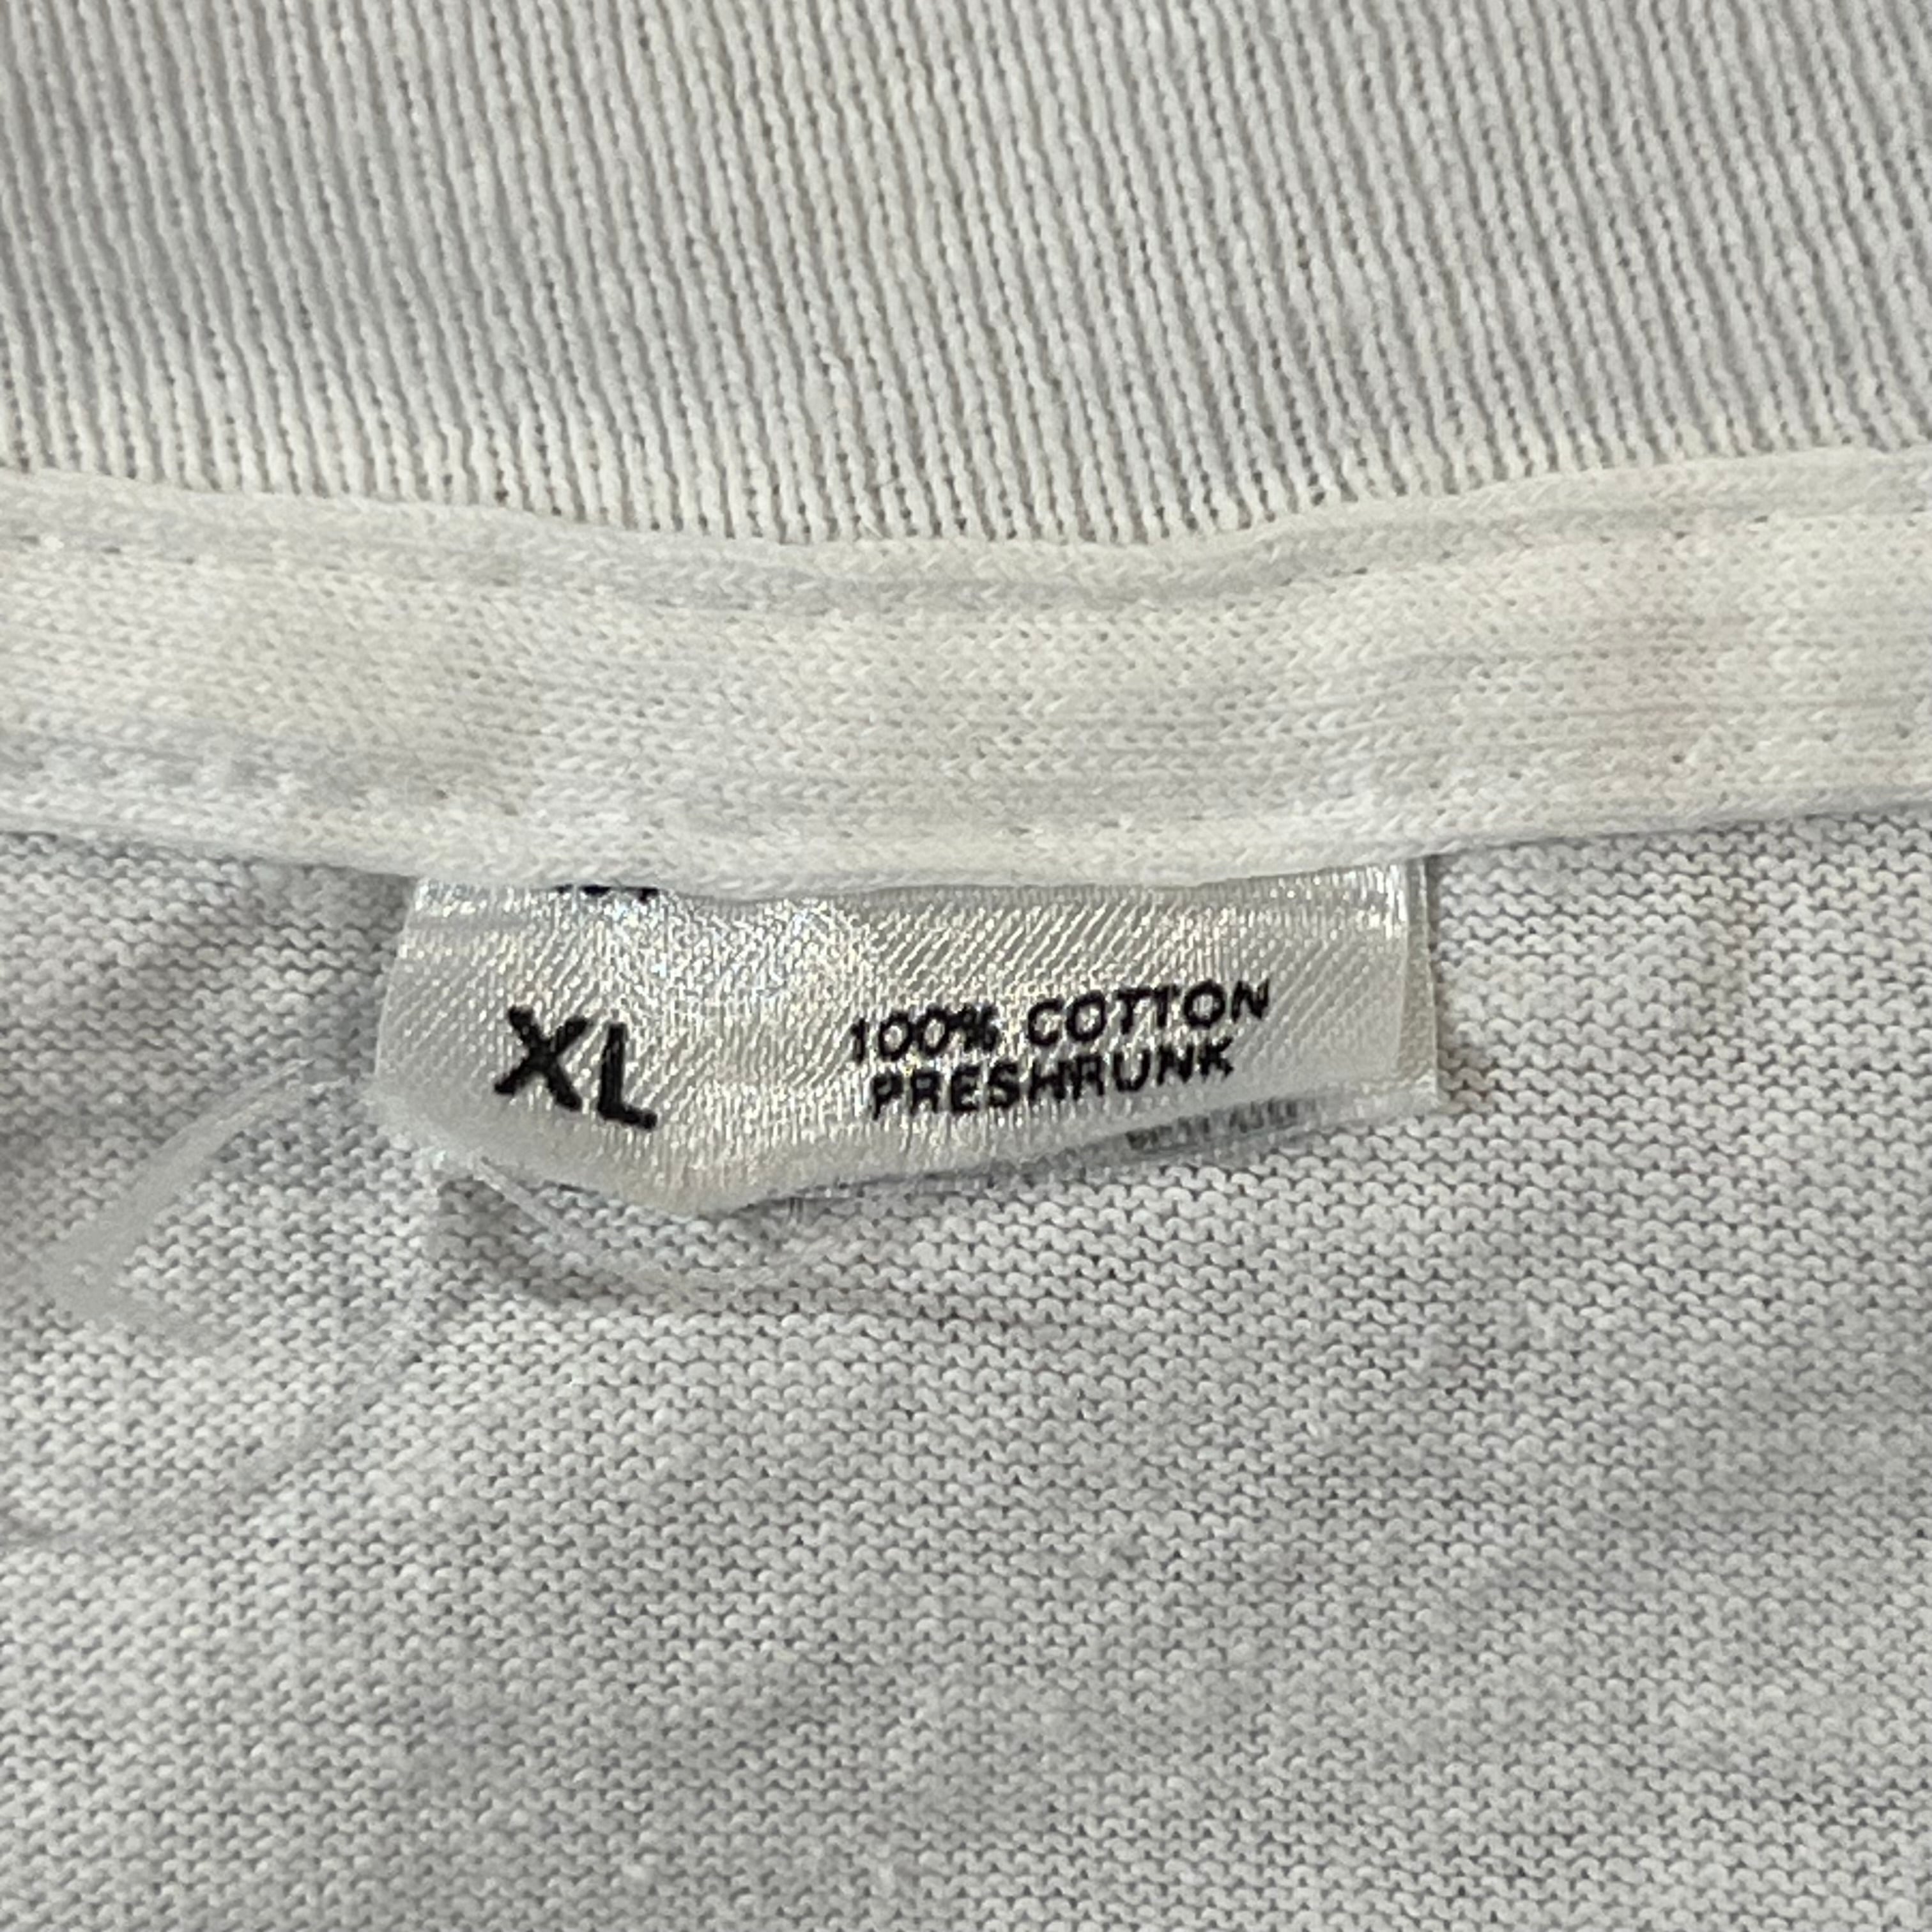 XL
100% COTTON
PRESHRUNK